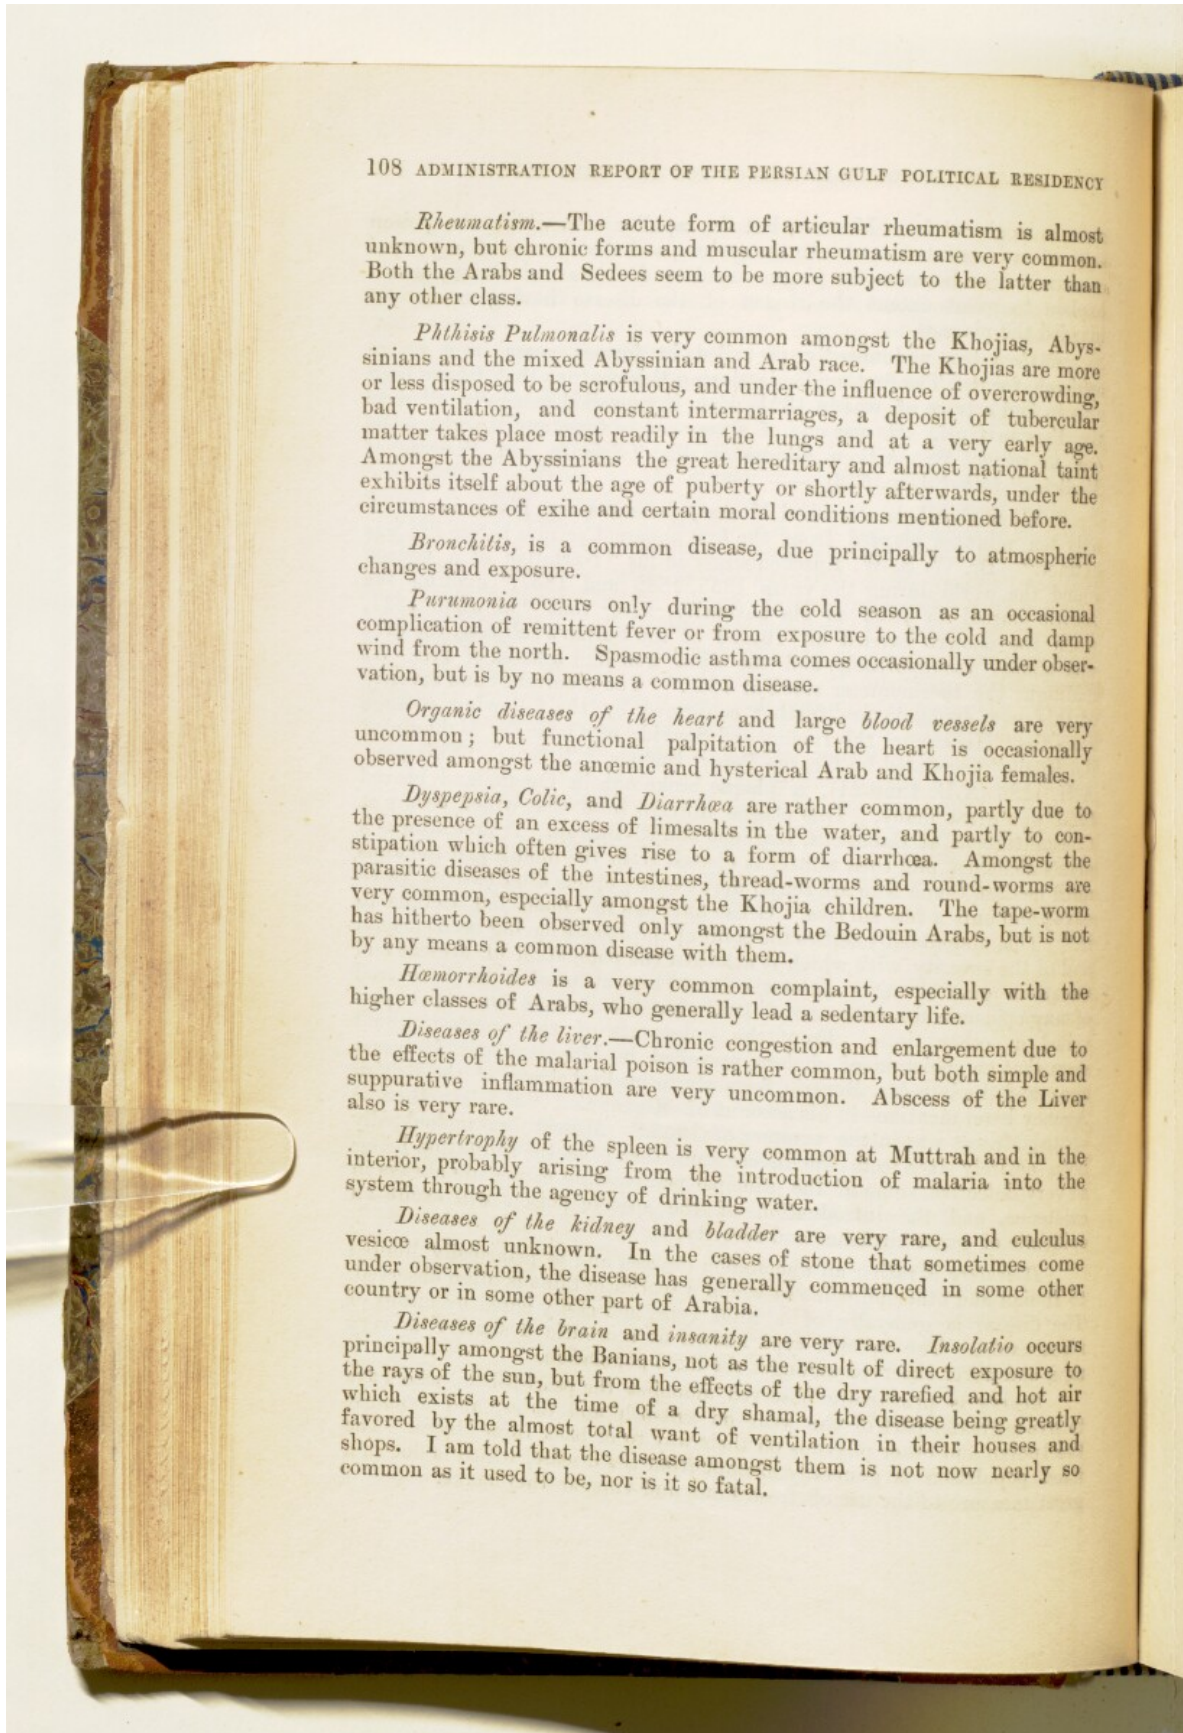 108 ADMINISTRATION REPORT OF THE PERSIAN GULF POLITICAL RESIDENCY
Rheumatism.—The acute form of articular rheumatism is almost
unknown, but chronic forms and muscular rheumatism are very common.
Both the Arabs and Sedees seem to be more subject to the latter than
any other class.
Phthisis Pulmonalis is very common amongst the Khojias, Abys-
sinians and the mixed Abyssinian and Arab race. The Khojias are more
or less disposed to be scrofulous, and under the influence of overcrowding,
bad ventilation, and constant intermarriages, a deposit of tubercular
matter takes place most readily in the lungs and at a very early age.
Amongst the Abyssinians the great hereditary and almost national taint
exhibits itself about the age of puberty or shortly afterwards, under the
circumstances of exihe and certain moral conditions mentioned before.
Bronchitis, is a common disease, due principally to atmospheric
changes and exposure.
Purumonia occurs only during the cold season as an occasional
complication of remittent fever or from exposure to the cold and damp
wind from the north. Spasmodic asthma comes occasionally under obser-
vation, but is by no means a common disease.
Organic diseases of the heart and large blood vessels are very
uncommon; but functional palpitation of the heart is occasionally
observed amongst the anœmic and hysterical Arab and Khojia females.
Dyspepsia, Colic, and Diarrhœa are rather common, partly due to
the presence of an excess of limesalts in the water, and partly to con-
stipation which often gives rise to a form of diarrhœa. Amongst the
parasitic diseases of the intestines, thread-worms and round-worms are
very common, especially amongst the Khojia children. The tape-worm
has hitherto been observed only amongst the Bedouin Arabs, but is not
by any means a common disease with them.
Hœmorrhoides is a very common complaint, especially with the
higher classes of Arabs, who generally lead a sedentary life.
Diseases of the liver.—Chronic congestion and enlargement due to
the effects of the malarial poison is rather common, but both simple and
suppurative inflammation are very uncommon. Abscess of the Liver
also is very rare.
Hypertrophy of the spleen is very common at Muttrah and in the
interior, probably arising from the introduction of malaria into the
system through the agency of drinking water.
Diseases of the kidney and bladder are very rare, and culculus
vesicœ almost unknown. In the cases of stone that sometimes come
under observation, the disease has generally commenced in some other
country or in some other part of Arabia.
Diseases of the brain and insanity are very rare. Insolatio occurs
principally amongst the Banians, not as the result of direct exposure to
the rays of the sun, but from the effects of the dry rarefied and hot air
which exists at the time of a dry shamal, the disease being greatly
favored by the almost total want of ventilation in their houses and
shops. I am told that the disease amongst them is not now nearly so
common as it used to be, nor is it so fatal.